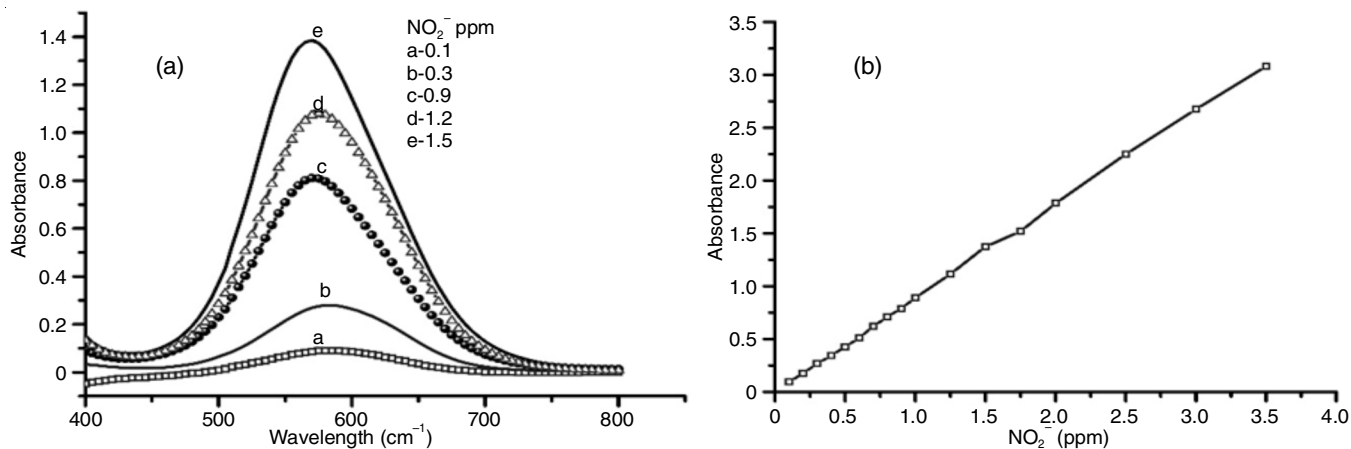 1.4
1.2
1.0
0.8
0.6
0.4
0.2
0
Absorbance
400 500 600 700 800
Wavelength (cm⁻¹)
(a)
e
d
c
b
a
NO₂⁻ ppm
a-0.1
b-0.3
c-0.9
d-1.2
e-1.5
3.5
3.0
2.5
2.0
1.5
1.0
0.5
0
Absorbance
0 0.5 1.0 1.5 2.0 2.5 3.0 3.5 4.0
NO₂⁻ (ppm)
(b)